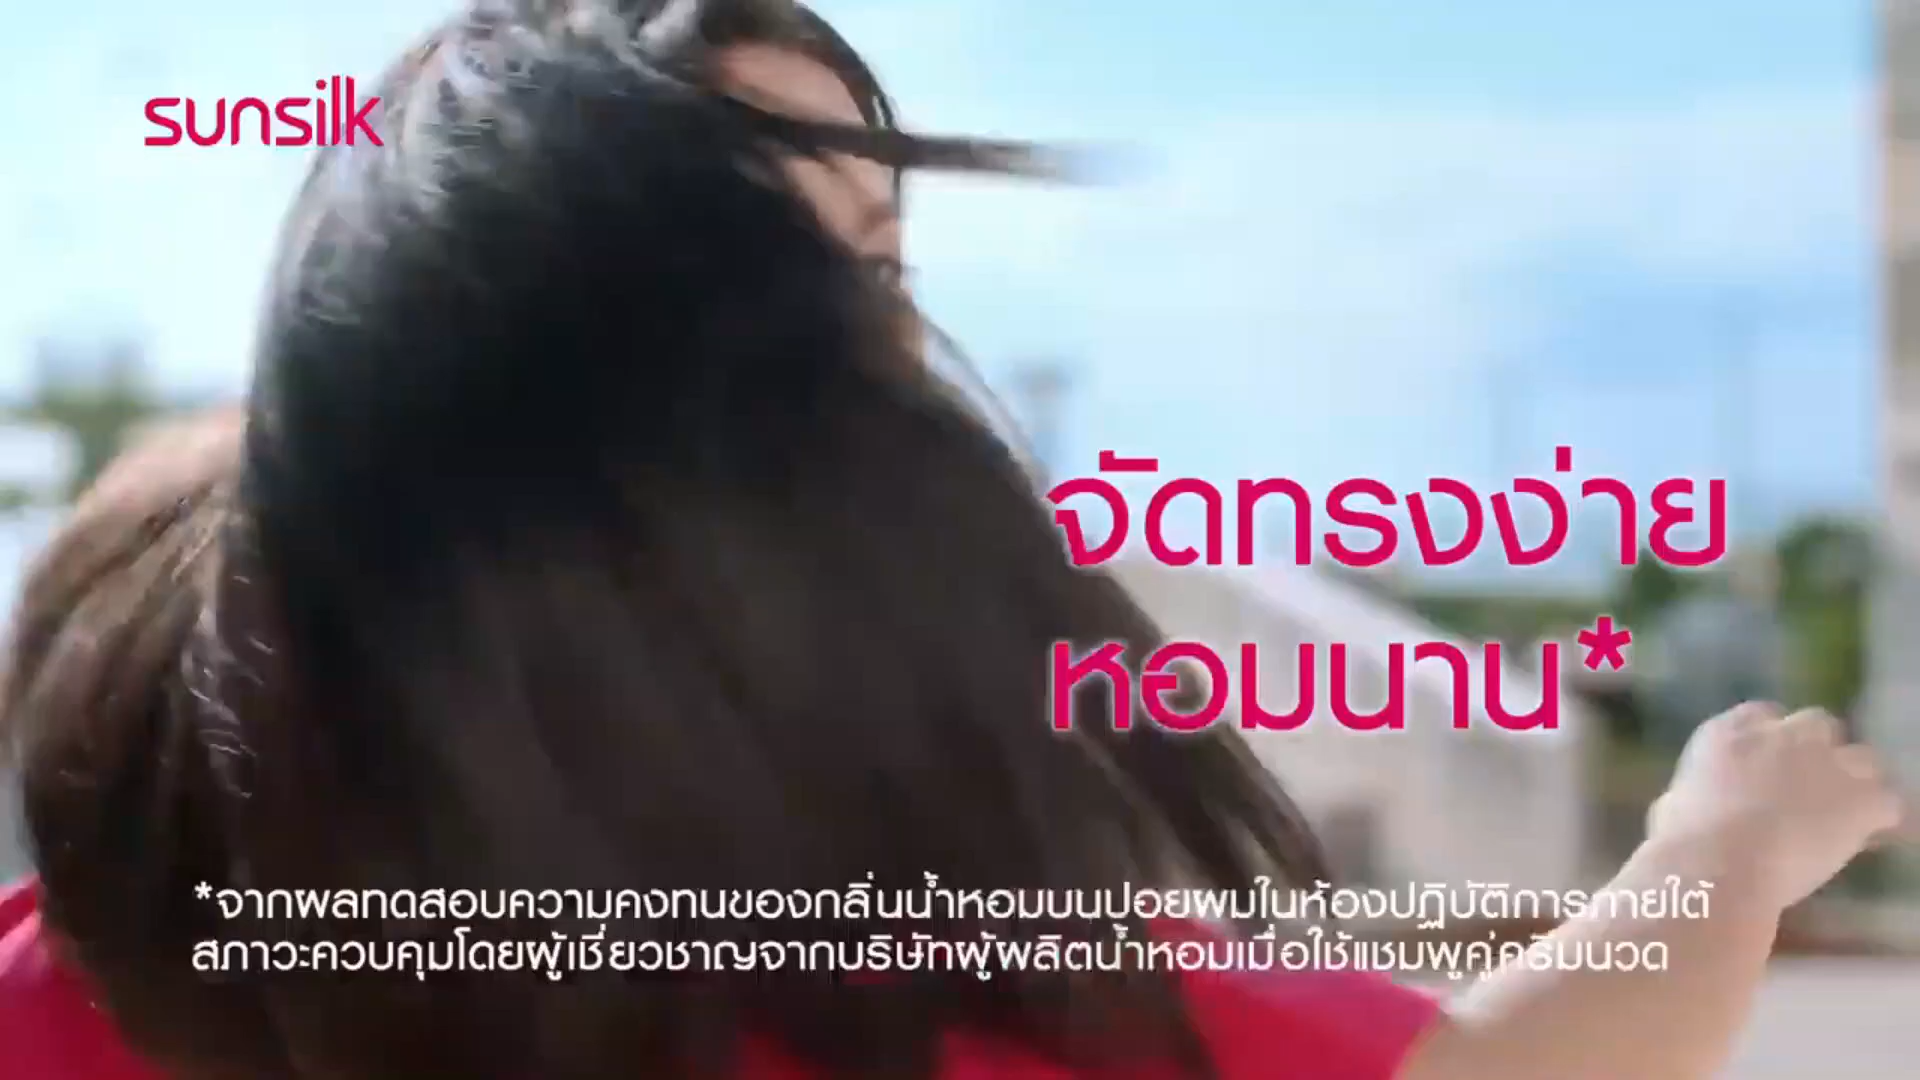 sunsilk
จัดทรงง่าย
หอมนาน*
*จากผลทดสอบความคงทนของกลิ่นน้ำหอมบนปอยผมในห้องปฏิบัติการภายใต้
สภาวะควบคุมโดยผู้เชี่ยวชาญจากบริษัทผู้ผลิตน้ำหอมเมื่อใช้แชมพูคู่ครีมนวด